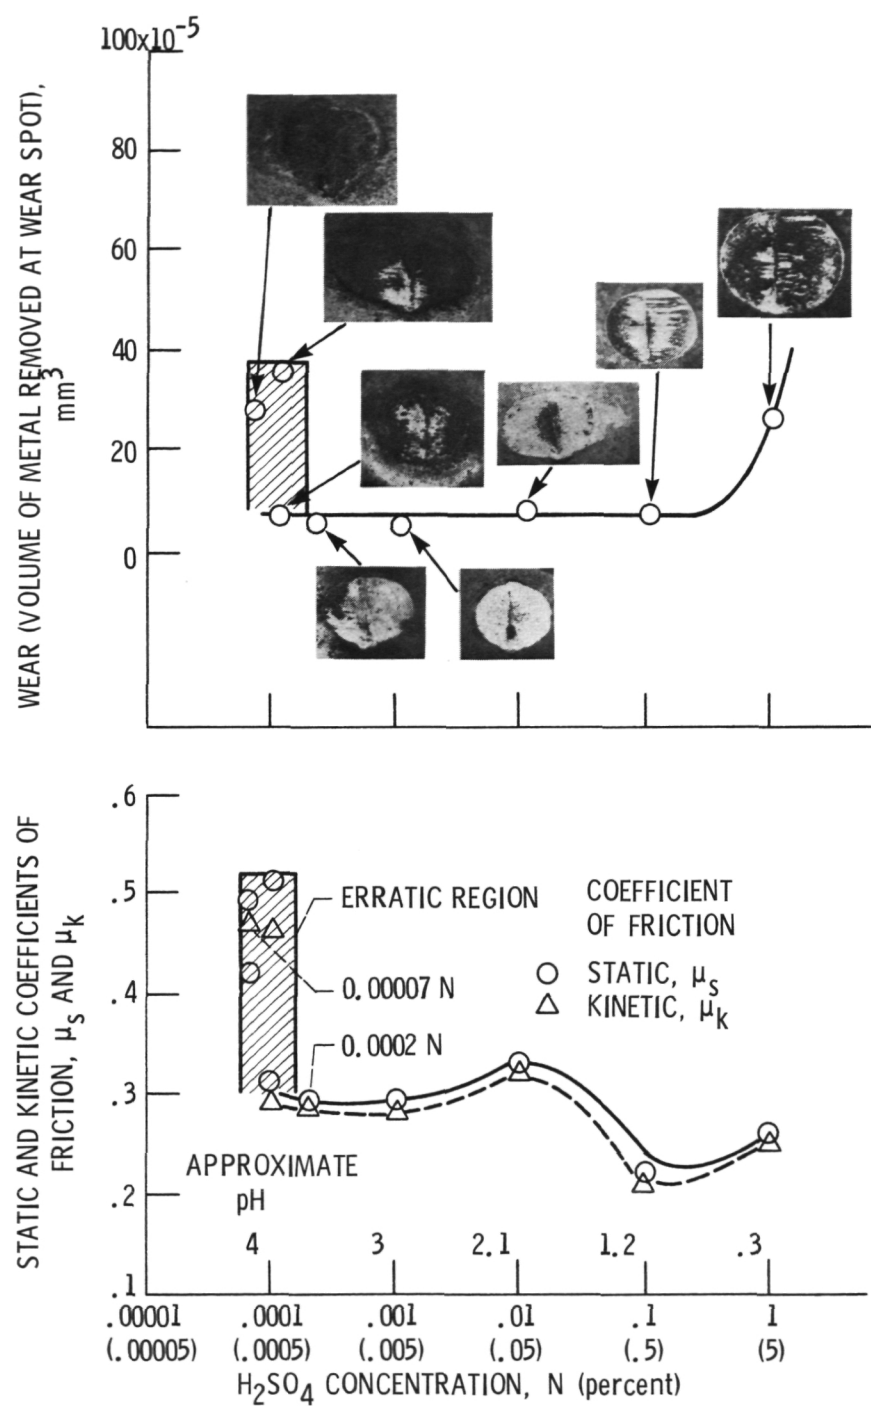 100x10-5
80
60
40
20
0
WEAR (VOLUME OF METAL REMOVED AT WEAR SPOT),
mm3
.6
.5
.4
.3
.2
.1
STATIC AND KINETIC COEFFICIENTS OF
FRICTION, μs AND μk
ERRATIC REGION
0.00007 N
0.0002 N
COEFFICIENT
OF FRICTION
STATIC, μs
KINETIC, μk
APPROXIMATE
pH
4 3 2.1 1.2 .3
.00001 .0001 .001 .01 .1 1
(.00005) (.0005) (.005) (.05) (.5) (5)
H2SO4 CONCENTRATION, N (percent)